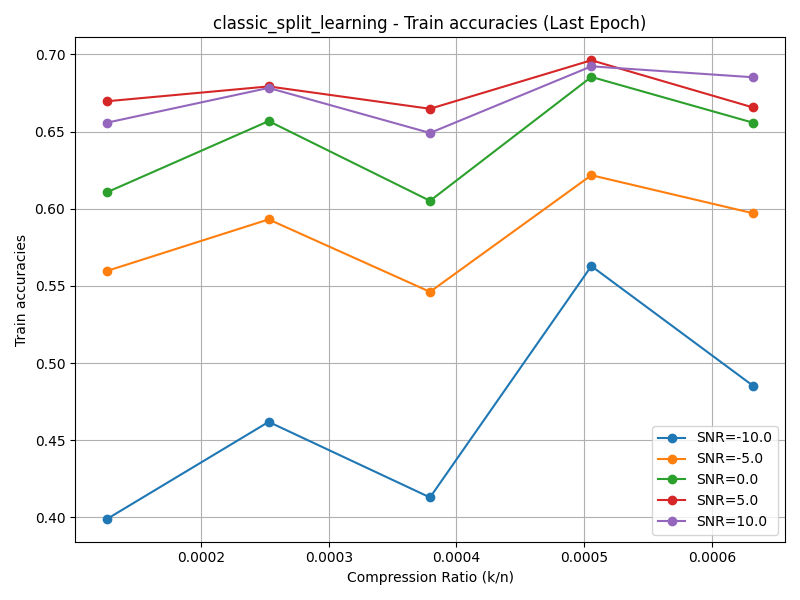 classic_split_learning - Train accuracies (Last Epoch)
Train accuracies
0.70
0.65
0.60
0.55
0.50
0.45
0.40
0.0002
0.0003
0.0004
0.0005
0.0006
Compression Ratio (k/n)
SNR=-10.0
SNR=-5.0
SNR=0.0
SNR=5.0
SNR=10.0